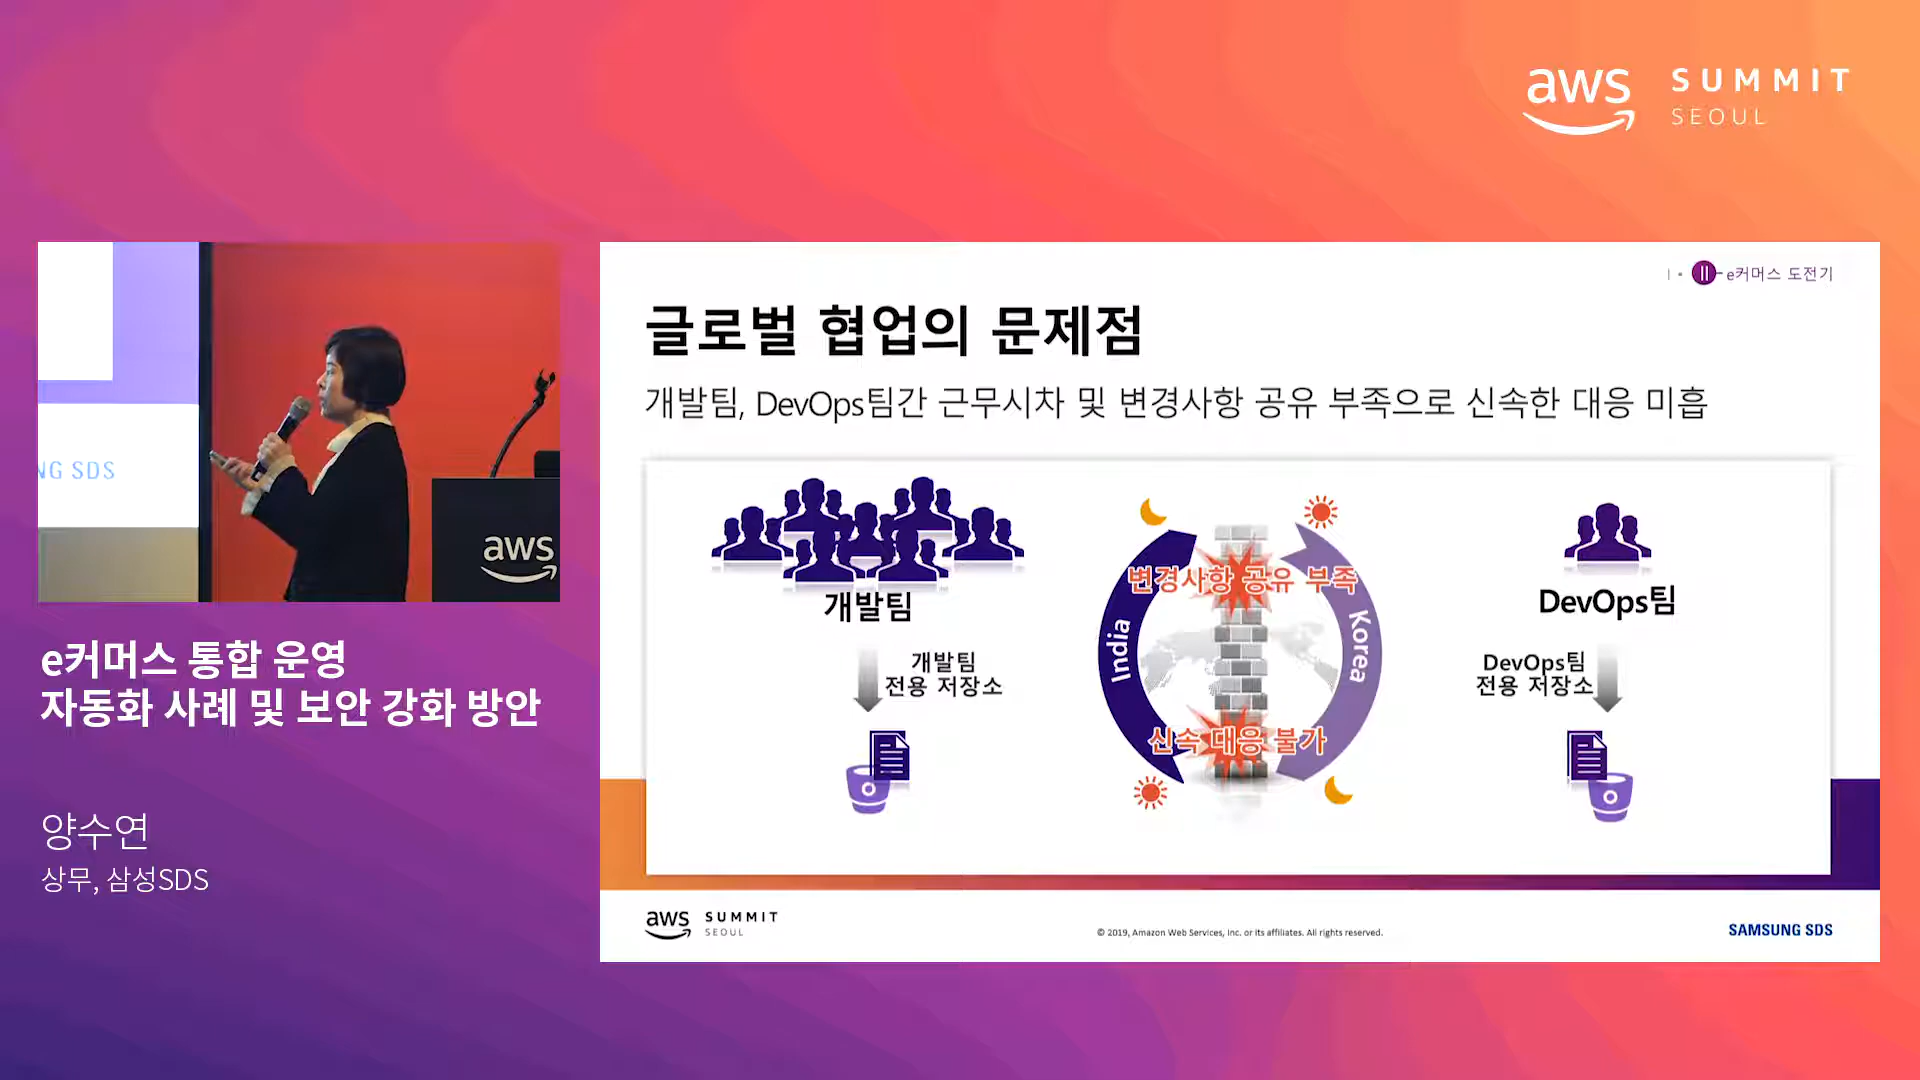 aws SUMMIT
SEOUL
NG SDS
aws
e커머스 통합 운영
자동화 사례 및 보안 강화 방안
양수연
상무, 삼성SDS
I • II e커머스 도전기
글로벌 협업의 문제점
개발팀, DevOps팀간 근무시차 및 변경사항 공유 부족으로 신속한 대응 미흡
개발팀
개발팀
전용 저장소
변경사항 공유 부족
India
Korea
신속 대응 불가
DevOps팀
DevOps팀
전용 저장소
aws SUMMIT
SEOUL
© 2019, Amazon Web Services, Inc. or its affiliates. All rights reserved.
SAMSUNG SDS